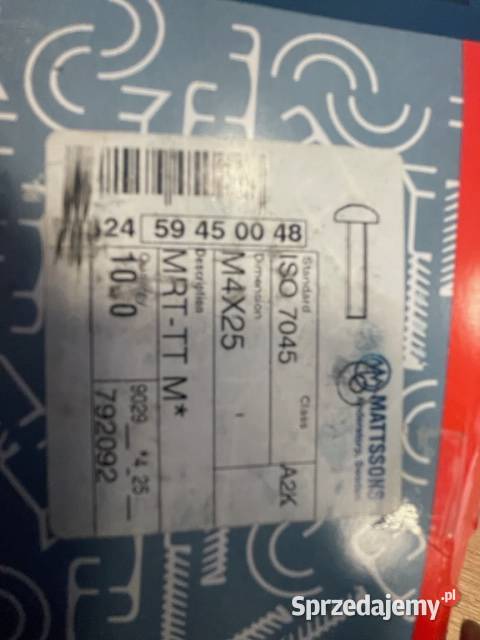 MATTSSONS
Standard
Class
ISO 7045
A2K
Dimension
M4X25
Description
MRT-TT M*
Quantity
9029
792092
24 59 45 00 48
Sprzedajemy.pl